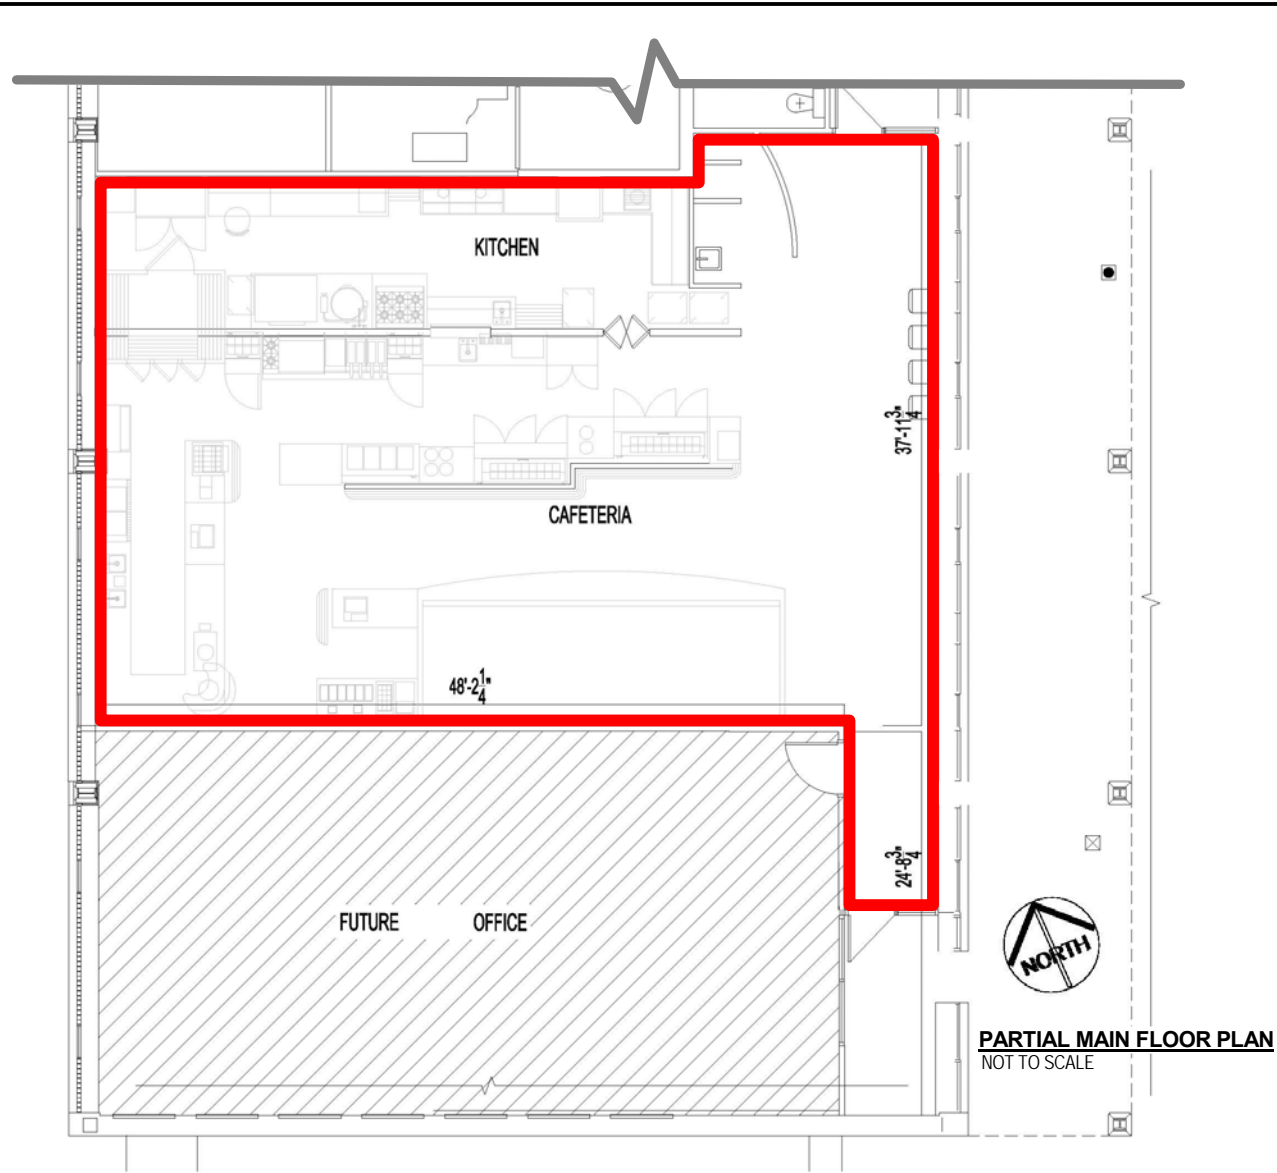 KITCHEN
37'-11 3/4"
CAFETERIA
48'-2 1/4"
24'-8 3/4"
FUTURE OFFICE
NORTH
PARTIAL MAIN FLOOR PLAN
NOT TO SCALE